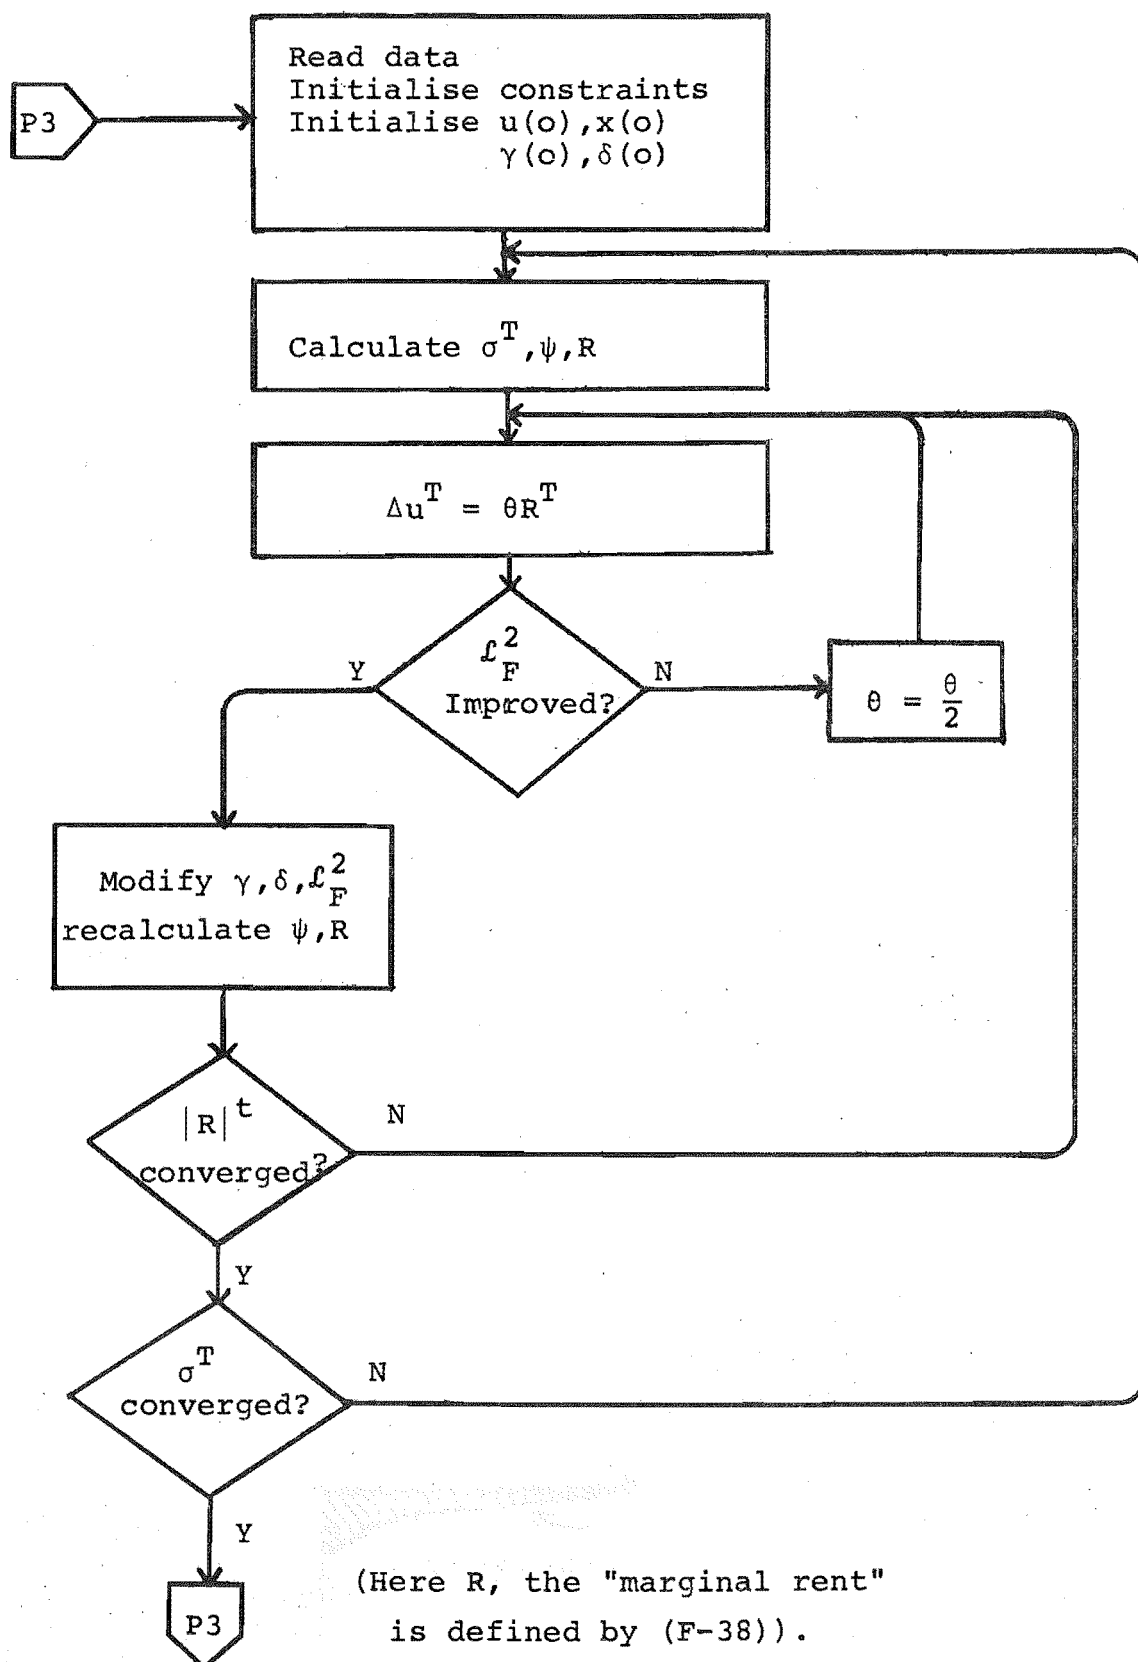 P3
Read data
Initialise constraints
Initialise u(o),x(o)
γ(o),δ(o)
Calculate σ^T,ψ,R
Δu^T = θR^T
ℒ_F^2
Improved?
Y
N
θ = θ/2
Modify γ,δ,ℒ_F^2
recalculate ψ,R
|R|^t
converged?
N
Y
σ^T
converged?
N
Y
P3
(Here R, the "marginal rent"
is defined by (F-38)).